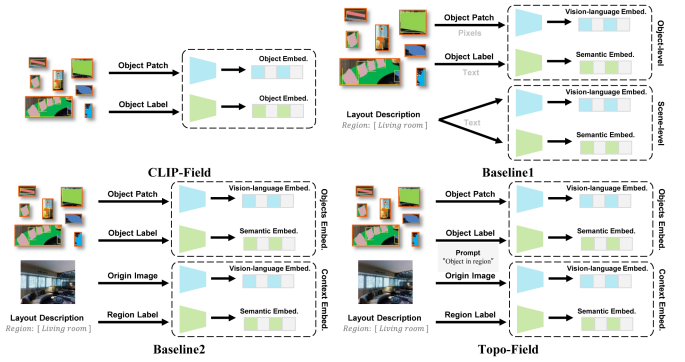 Object Patch
Object Embed.
Object Label
Object Embed.
CLIP-Field
Object Patch
Pixels
Vision-language Embed.
Object Label
Text
Semantic Embed.
Object-level
Layout Description
Region: [ Living room ]
Text
Vision-language Embed.
Semantic Embed.
Scene-level
Baseline1
Object Patch
Vision-language Embed.
Object Label
Semantic Embed.
Objects Embed.
Origin Image
Vision-language Embed.
Layout Description
Region: [ Living room ]
Region Label
Semantic Embed.
Context Embed.
Baseline2
Object Patch
Vision-language Embed.
Object Label
Semantic Embed.
Objects Embed.
Prompt
"Object in region"
Origin Image
Vision-language Embed.
Layout Description
Region: [ Living room ]
Region Label
Semantic Embed.
Context Embed.
Topo-Field